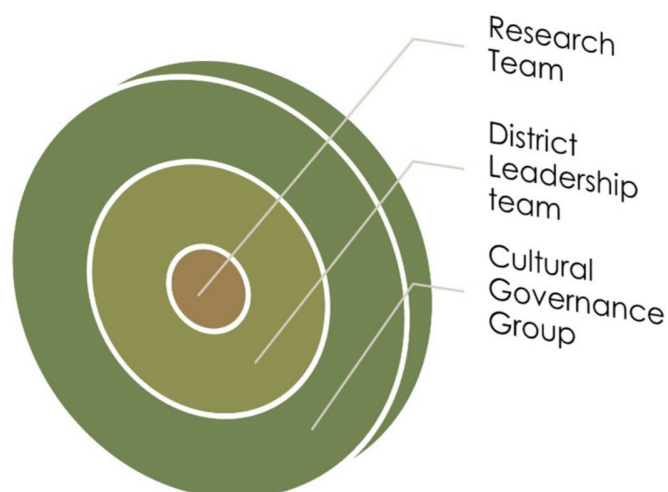 Research
Team
District
Leadership
team
Cultural
Governance
Group